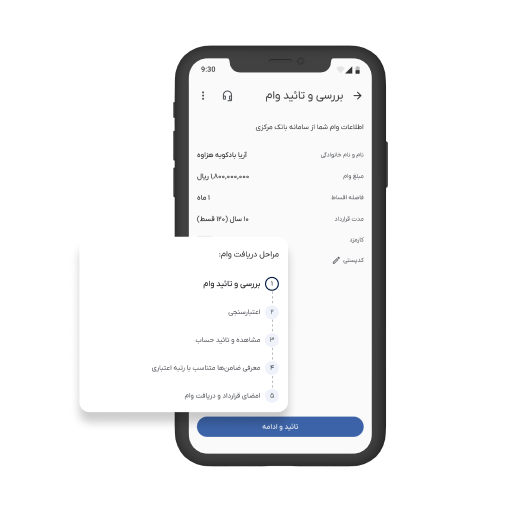 9:30
بررسی و تائید وام
اطلاعات وام شما از سامانه بانک مرکزی
نام و نام خانوادگی آریا بادکوبه هزاوه
مبلغ وام ۱,۸۰۰,۰۰۰,۰۰۰ ریال
فاصله اقساط ۱ ماه
مدت قرارداد ۱۰ سال (۱۲۰ قسط)
کارمزد
کدپستی
مراحل دریافت وام:
۱ بررسی و تائید وام
۲ اعتبارسنجی
۳ مشاهده و تائید حساب
۴ معرفی ضامن‌ها متناسب با رتبه اعتباری
۵ امضای قرارداد و دریافت وام
تائید و ادامه